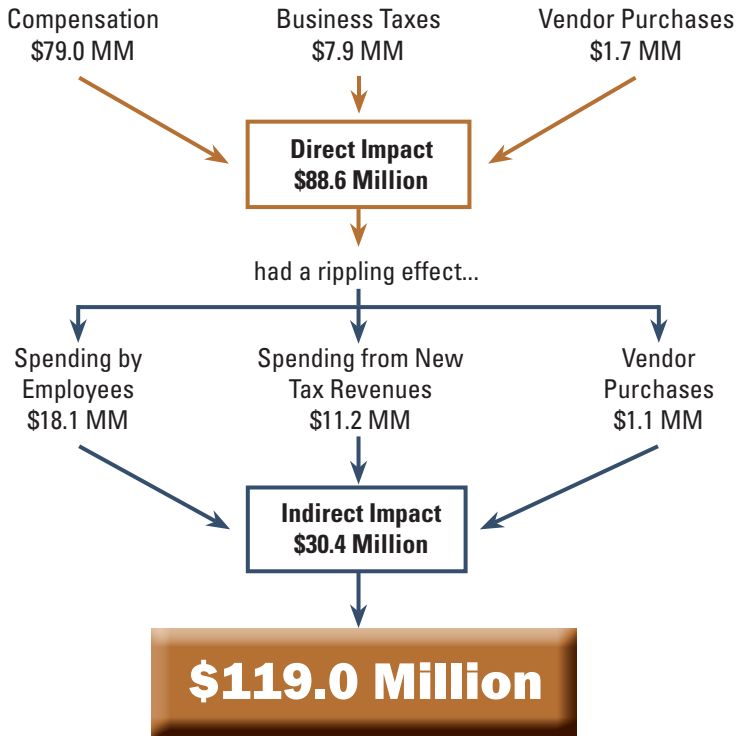 Compensation
$79.0 MM
Business Taxes
$7.9 MM
Vendor Purchases
$1.7 MM
Direct Impact
$88.6 Million
had a rippling effect...
Spending by
Employees
$18.1 MM
Spending from New
Tax Revenues
$11.2 MM
Vendor
Purchases
$1.1 MM
Indirect Impact
$30.4 Million
$119.0 Million